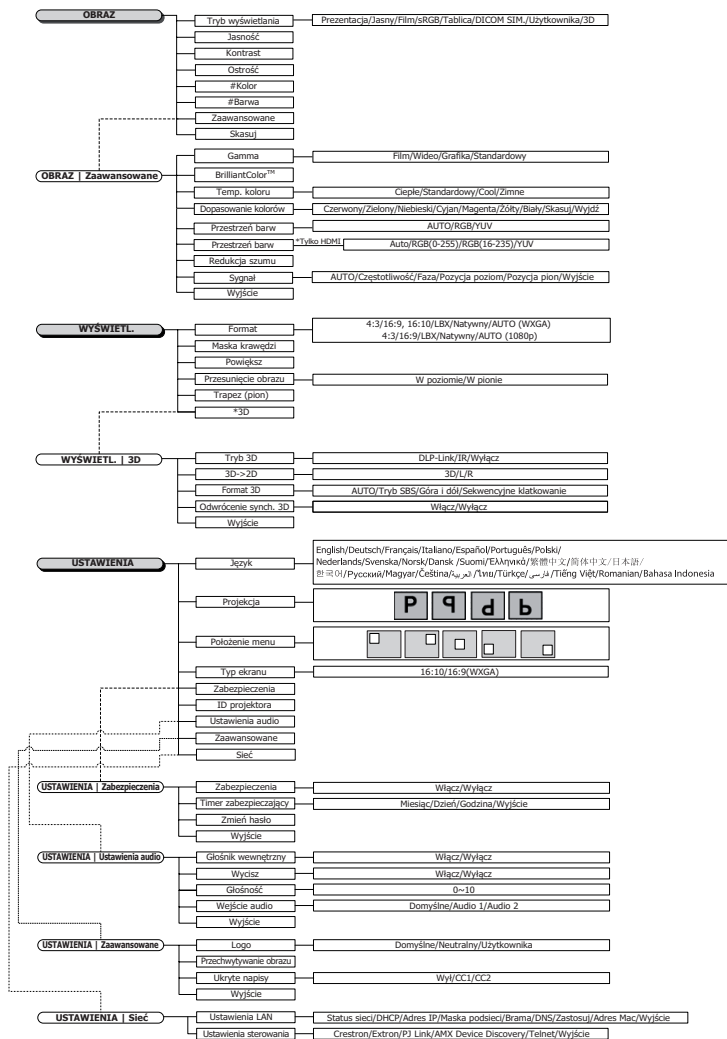 OBRAZ
Tryb wyświetlania
Prezentacja/Jasny/Film/sRGB/Tablica/DICOM SIM./Użytkownika/3D
Jasność
Kontrast
Ostrość
#Kolor
#Barwa
Zaawansowane
Skasuj
OBRAZ | Zaawansowane
Gamma
Film/Wideo/Grafika/Standardowy
BrilliantColor™
Temp. koloru
Ciepłe/Standardowy/Cool/Zimne
Dopasowanie kolorów
Czerwony/Zielony/Niebieski/Cyjan/Magenta/Żółty/Biały/Skasuj/Wyjdź
Przestrzeń barw
AUTO/RGB/YUV
Przestrzeń barw
*Tylko HDMI
Auto/RGB(0-255)/RGB(16-235)/YUV
Redukcja szumu
Sygnał
AUTO/Częstotliwość/Faza/Pozycja poziom/Pozycja pion/Wyjście
Wyjście
WYŚWIETL.
Format
4:3/16:9, 16:10/LBX/Natywny/AUTO (WXGA)
4:3/16:9/LBX/Natywny/AUTO (1080p)
Maska krawędzi
Powiększ
Przesunięcie obrazu
W poziomie/W pionie
Trapez (pion)
*3D
WYŚWIETL. | 3D
Tryb 3D
DLP-Link/IR/Wyłącz
3D->2D
3D/L/R
Format 3D
AUTO/Tryb SBS/Góra i dół/Sekwencyjne klatkowanie
Odwrócenie synch. 3D
Włącz/Wyłącz
Wyjście
USTAWIENIA
Język
English/Deutsch/Français/Italiano/Español/Português/Polski/
Nederlands/Svenska/Norsk/Dansk /Suomi/Ελληνικά/繁體中文/简体中文/日本語/
한국어/Русский/Magyar/Čeština/العربية/ไทย/Türkçe/فارسی/Tiếng Việt/Romanian/Bahasa Indonesia
Projekcja
P
Położenie menu
Typ ekranu
16:10/16:9(WXGA)
Zabezpieczenia
ID projektora
Ustawienia audio
Zaawansowane
Sieć
USTAWIENIA | Zabezpieczenia
Zabezpieczenia
Włącz/Wyłącz
Timer zabezpieczający
Miesiąc/Dzień/Godzina/Wyjście
Zmień hasło
Wyjście
USTAWIENIA | Ustawienia audio
Głośnik wewnętrzny
Włącz/Wyłącz
Wycisz
Włącz/Wyłącz
Głośność
0~10
Wejście audio
Domyślne/Audio 1/Audio 2
Wyjście
USTAWIENIA | Zaawansowane
Logo
Domyślne/Neutralny/Użytkownika
Przechwytywanie obrazu
Ukryte napisy
Wył/CC1/CC2
Wyjście
USTAWIENIA | Sieć
Ustawienia LAN
Status sieci/DHCP/Adres IP/Maska podsieci/Brama/DNS/Zastosuj/Adres Mac/Wyjście
Ustawienia sterowania
Crestron/Extron/PJ Link/AMX Device Discovery/Telnet/Wyjście